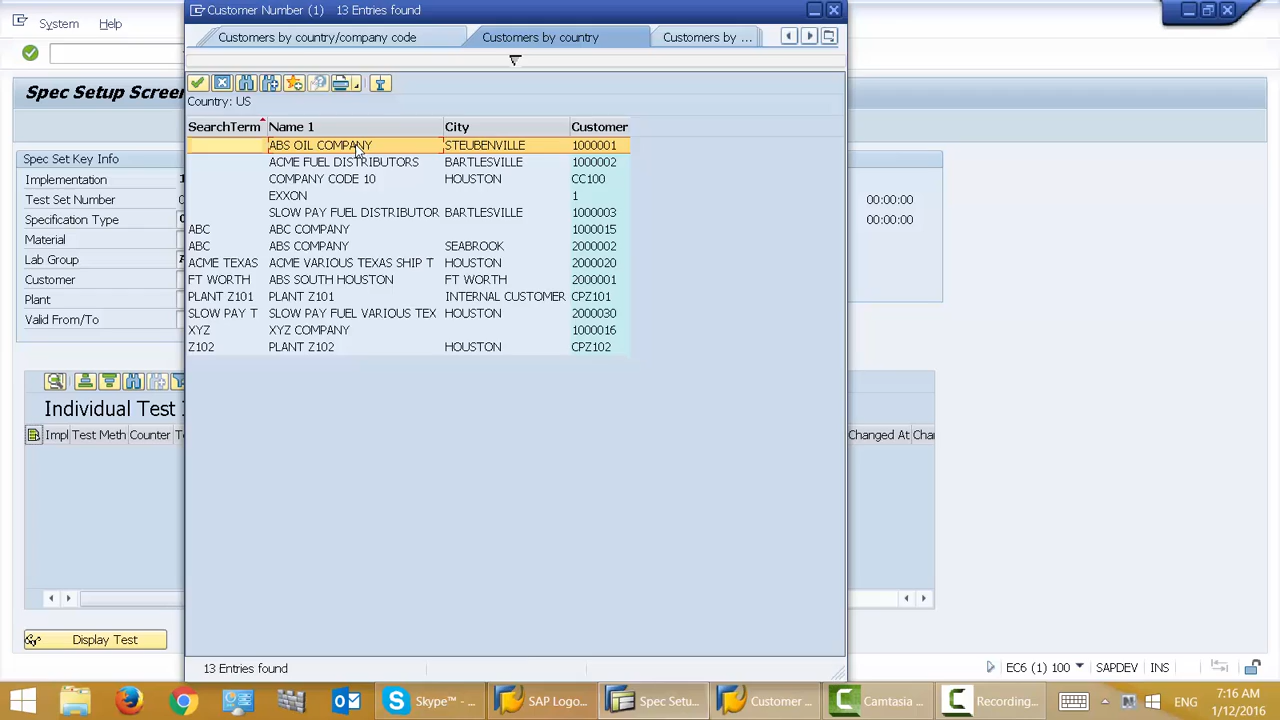 Customer Number (1) 13 Entries found
System Help
Customers by country/company code Customers by country Customers by ...
Spec Setup Screen
Country: US
SearchTerm Name 1 City Customer
ABS OIL COMPANY STEUBENVILLE 1000001
ACME FUEL DISTRIBUTORS BARTLESVILLE 1000002
COMPANY CODE 10 HOUSTON CC100
EXXON 1
SLOW PAY FUEL DISTRIBUTOR BARTLESVILLE 1000003
ABC ABC COMPANY 1000015
ABC ABS COMPANY SEABROOK 2000002
ACME TEXAS ACME VARIOUS TEXAS SHIP T HOUSTON 2000020
FT WORTH ABS SOUTH HOUSTON FT WORTH 2000001
PLANT Z101 PLANT Z101 INTERNAL CUSTOMER CPZ101
SLOW PAY T SLOW PAY FUEL VARIOUS TEX HOUSTON 2000030
XYZ XYZ COMPANY 1000016
Z102 PLANT Z102 HOUSTON CPZ102
Spec Set Key Info
Implementation
Test Set Number
Specification Type
Material
Lab Group
Customer
Plant
Valid From/To
00:00:00
00:00:00
Individual Test
Impl Test Meth Counter Changed At
Display Test
13 Entries found
EC6 (1) 100 SAPDEV INS
Skype™ - ... SAP Logo... Spec Setu... Customer ... Camtasia ... Recording... ENG 7:16 AM
1/12/2016